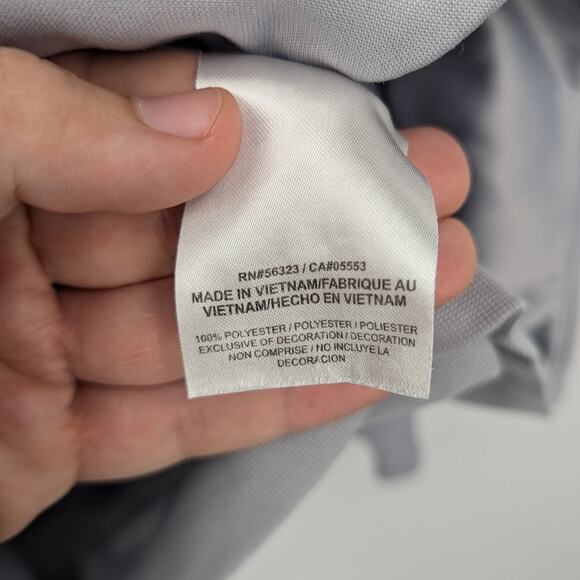 RN#56323 / CA#05553
MADE IN VIETNAM/FABRIQUE AU
VIETNAM/HECHO EN VIETNAM
100% POLYESTER / POLYESTER / POLIESTER
EXCLUSIVE OF DECORATION / DECORATION
NON COMPRISE / NO INCLUYE LA
DECORACION